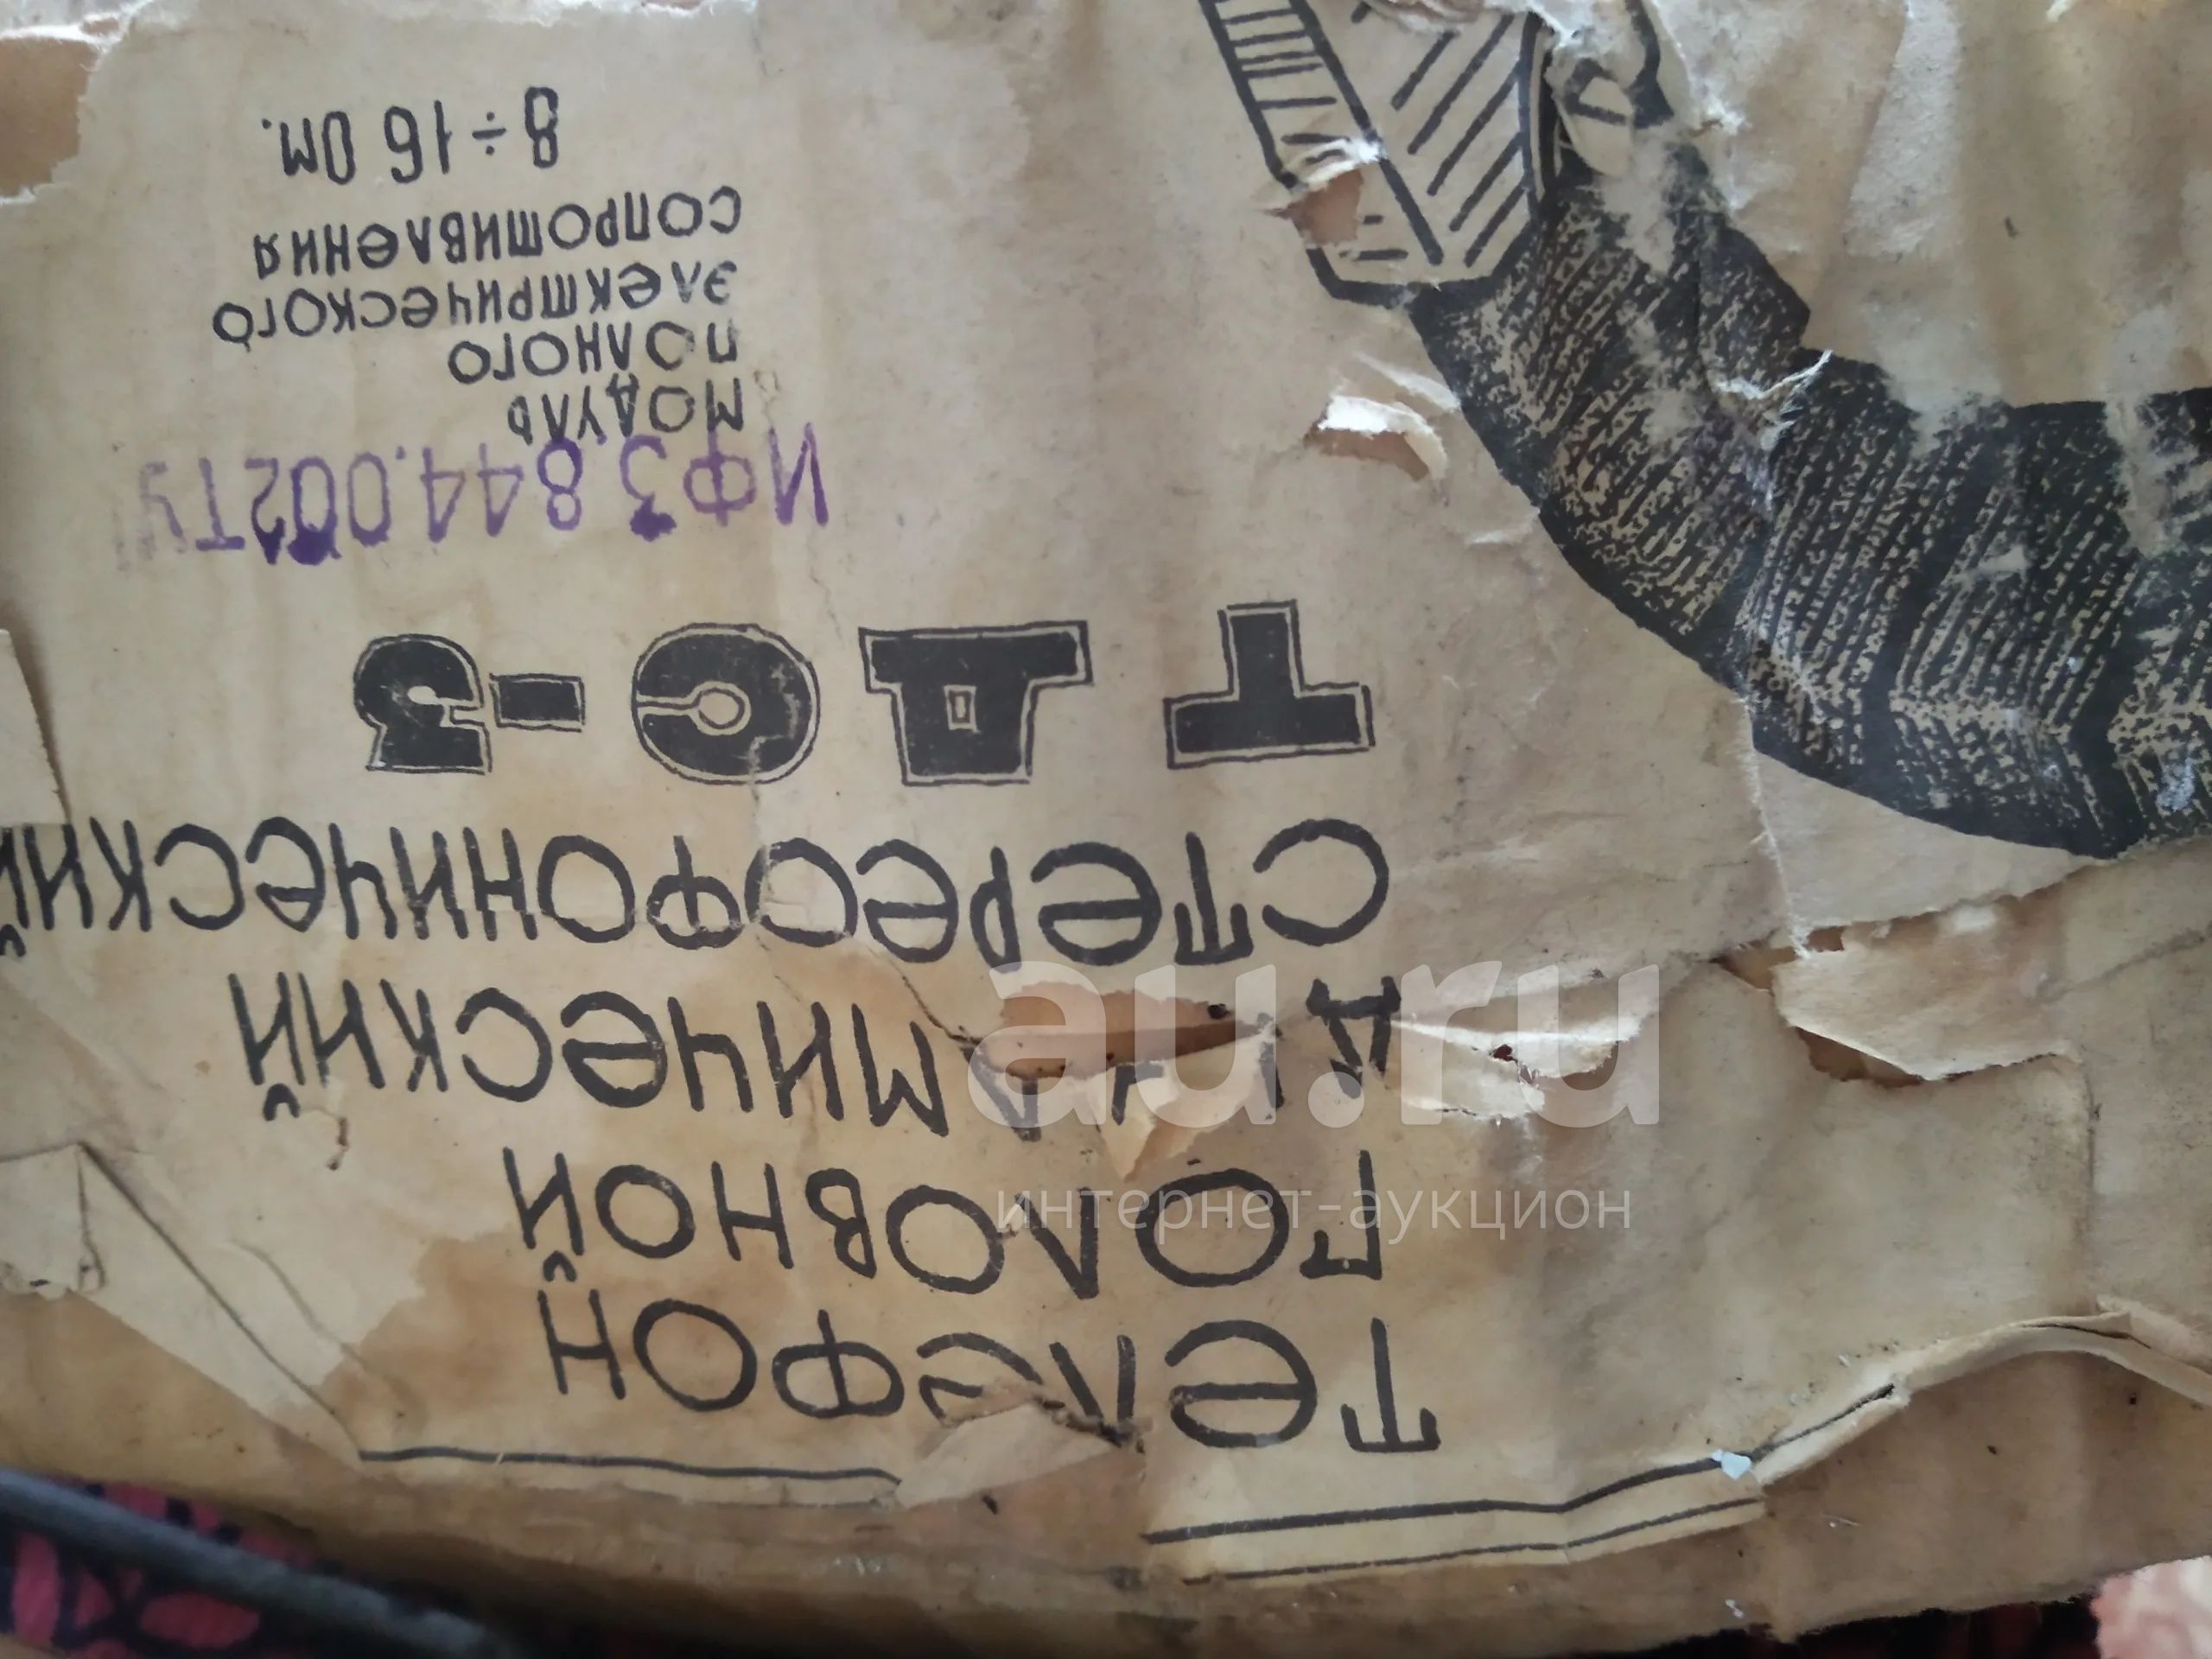 ТЕЛЕФОН
ГОЛОВНОЙ
ДИНАМИЧЕСКИЙ
СТЕРЕОФОНИЧЕСКИЙ
ТДС-3
ИФ3.844.002ТУ
МОДУЛЬ
ПОЛНОГО
ЭЛЕКТРИЧЕСКОГО
СОПРОТИВЛЕНИЯ
8÷16 Ом.
au.ru
интернет-аукцион